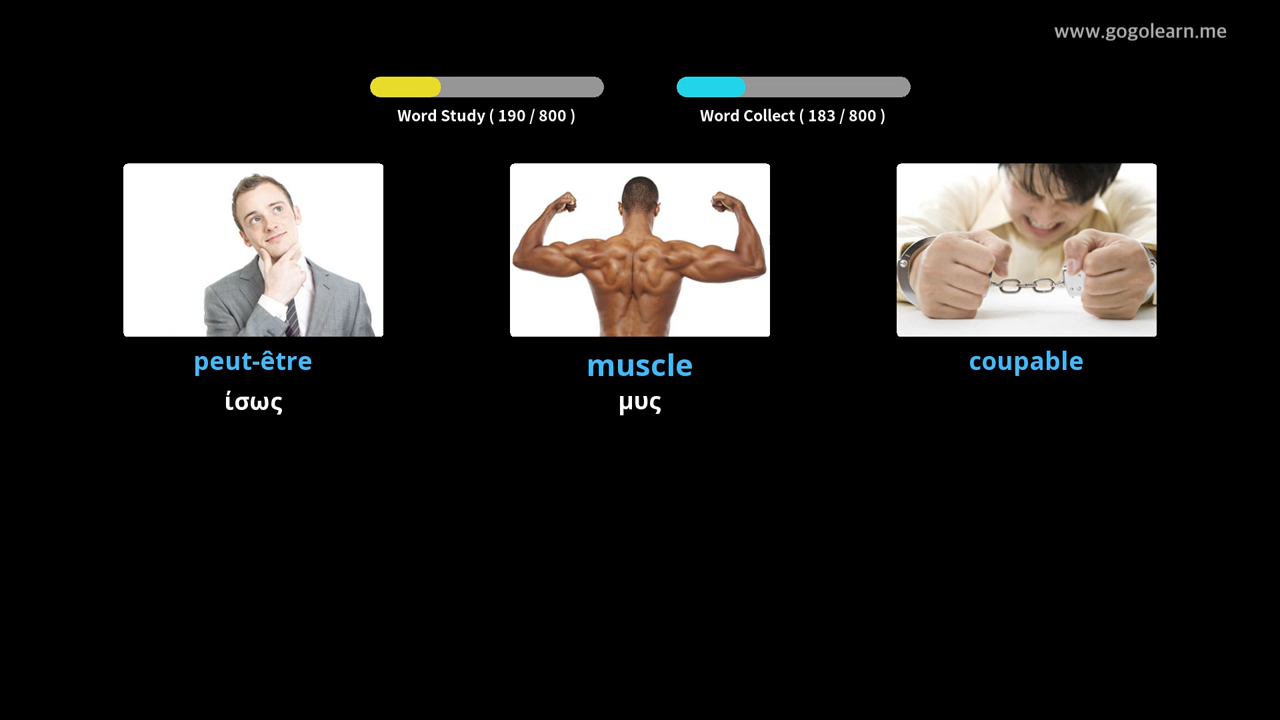 www.gogolearn.me
Word Study ( 190 / 800 )
Word Collect ( 183 / 800 )
peut-être
muscle
coupable
ίσως
μυς